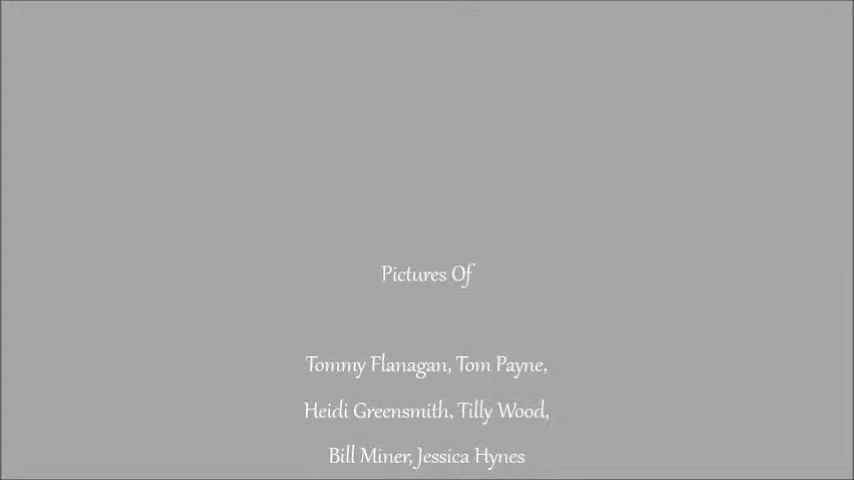 Pictures Of
Tommy Flanagan, Tom Payne,
Heidi Greensmith, Tilly Wood,
Bill Miner, Jessica Hynes